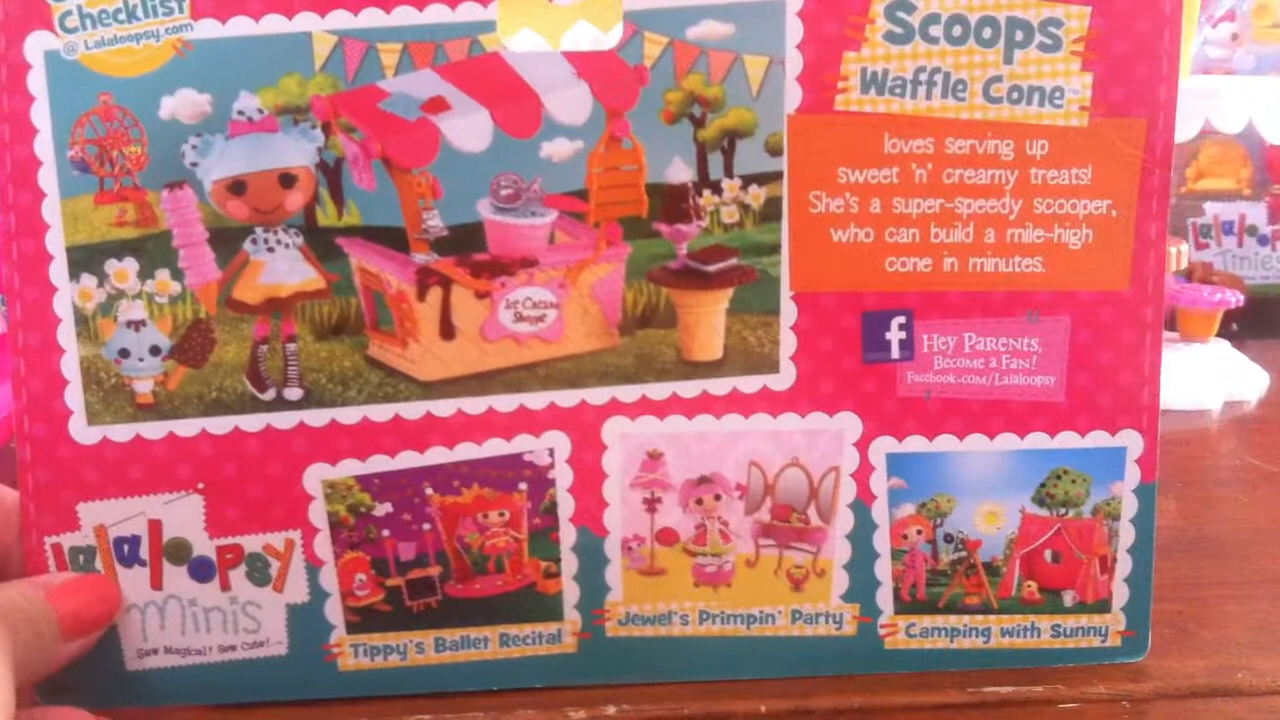 Checklist
@ Lalaloopsy.com
Scoops
Waffle Cone™
loves serving up
sweet 'n' creamy treats!
She's a super-speedy scooper,
who can build a mile-high
cone in minutes.
Ice Cream
Shoppe
f
Hey Parents,
Become a Fan!
Facebook.com/Lalaloopsy
Lalaloopsy
Tinies
Lalaloopsy
Minis
Sew Magical! Sew Cute!™
Tippy's Ballet Recital
Jewel's Primpin' Party
Camping with Sunny